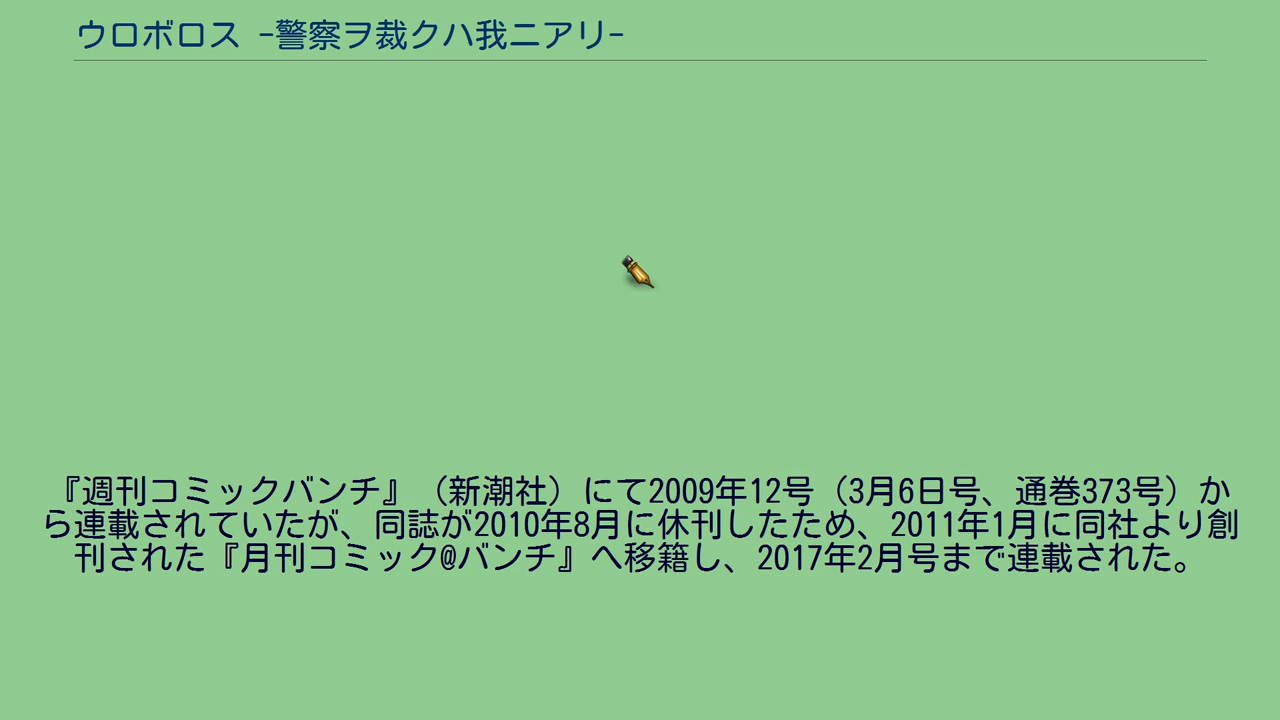 ウロボロス -警察ヲ裁クハ我ニアリ-
『週刊コミックバンチ』（新潮社）にて2009年12号（3月6日号、通巻373号）か
ら連載されていたが、同誌が2010年8月に休刊したため、2011年1月に同社より創
刊された『月刊コミック@バンチ』へ移籍し、2017年2月号まで連載された。